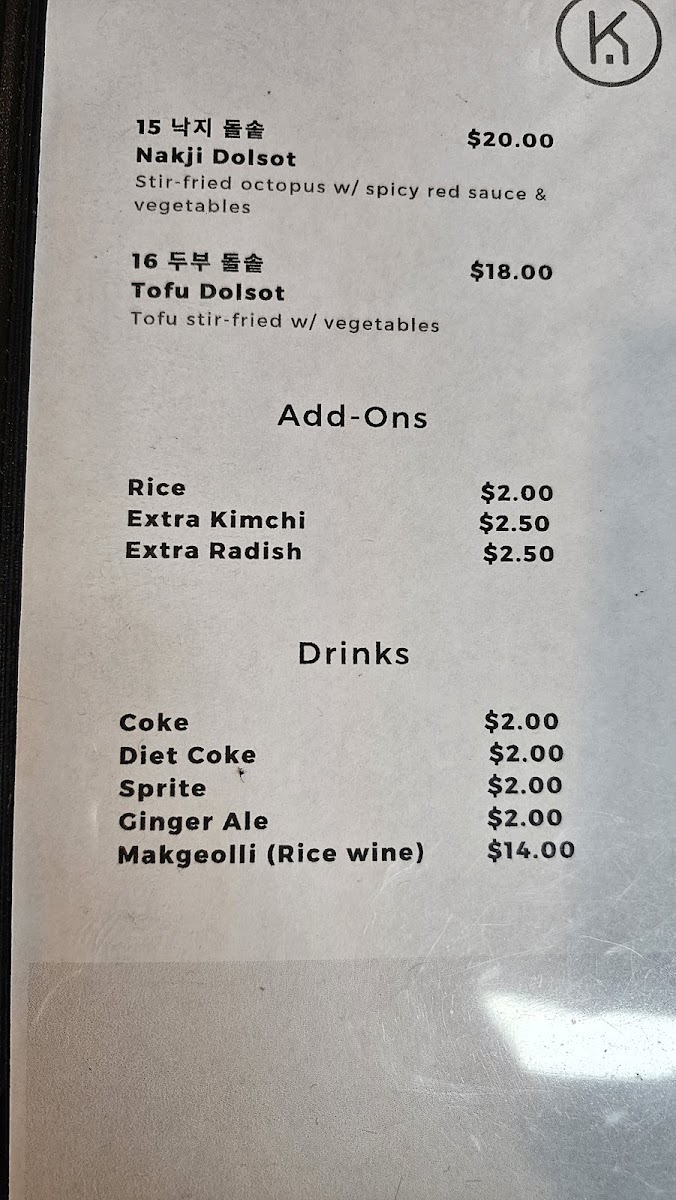 15 낙지 돌솥 $20.00
Nakji Dolsot
Stir-fried octopus w/ spicy red sauce &
vegetables
16 두부 돌솥 $18.00
Tofu Dolsot
Tofu stir-fried w/ vegetables
Add-Ons
Rice $2.00
Extra Kimchi $2.50
Extra Radish $2.50
Drinks
Coke $2.00
Diet Coke $2.00
Sprite $2.00
Ginger Ale $2.00
Makgeolli (Rice wine) $14.00